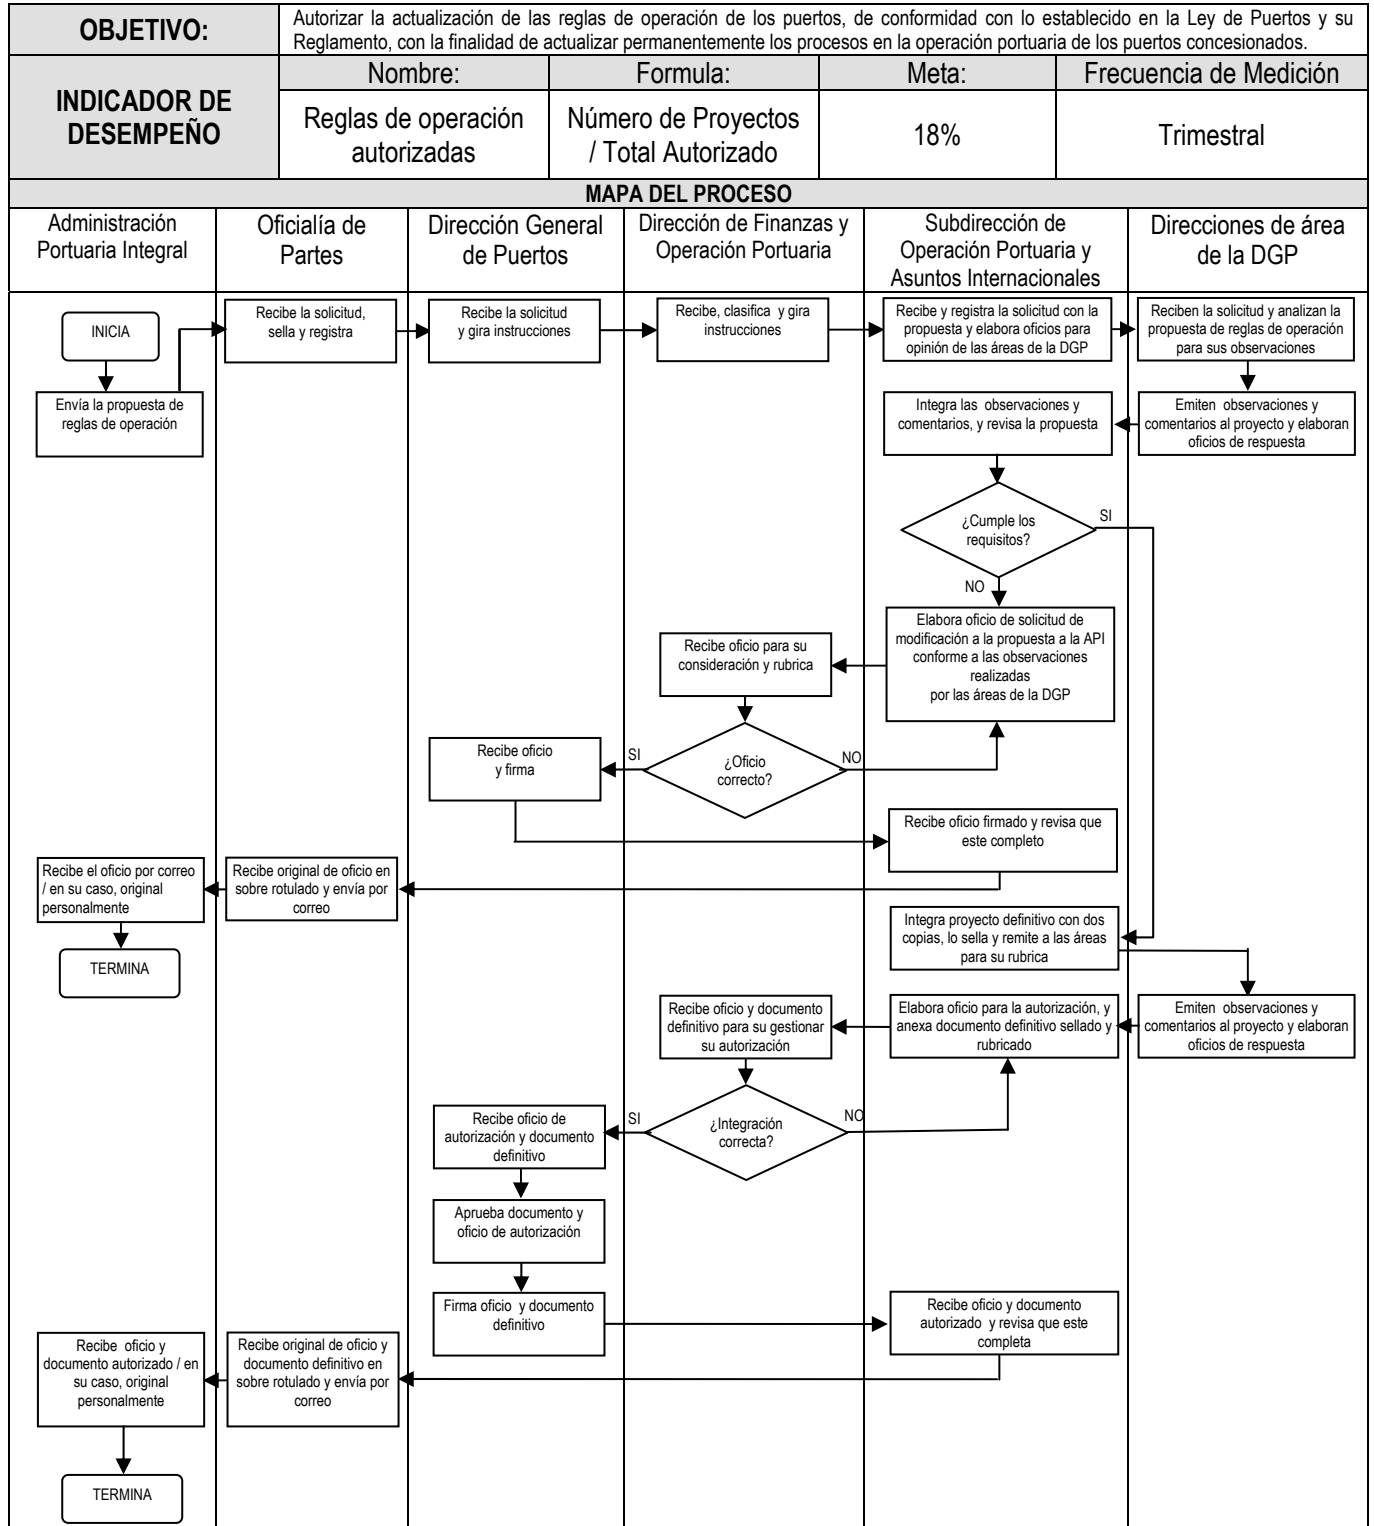 OBJETIVO:
Autorizar la actualización de las reglas de operación de los puertos, de conformidad con lo establecido en la Ley de Puertos y su
Reglamento, con la finalidad de actualizar permanentemente los procesos en la operación portuaria de los puertos concesionados.
INDICADOR DE
DESEMPEÑO
Nombre:
Formula:
Meta:
Frecuencia de Medición
Reglas de operación
autorizadas
Número de Proyectos
/ Total Autorizado
18%
Trimestral
MAPA DEL PROCESO
Administración
Portuaria Integral
Oficialía de
Partes
Dirección General
de Puertos
Dirección de Finanzas y
Operación Portuaria
Subdirección de
Operación Portuaria y
Asuntos Internacionales
Direcciones de área
de la DGP
INICIA
Recibe la solicitud,
sella y registra
Recibe la solicitud
y gira instrucciones
Recibe, clasifica y gira
instrucciones
Recibe y registra la solicitud con la
propuesta y elabora oficios para
opinión de las áreas de la DGP
Reciben la solicitud y analizan la
propuesta de reglas de operación
para sus observaciones
Envía la propuesta de
reglas de operación
Integra las observaciones y
comentarios, y revisa la propuesta
Emiten observaciones y
comentarios al proyecto y elaboran
oficios de respuesta
¿Cumple los
requisitos?
SI
NO
Elabora oficio de solicitud de
modificación a la propuesta a la API
conforme a las observaciones
realizadas
por las áreas de la DGP
Recibe oficio para su
consideración y rubrica
Recibe oficio
y firma
SI
¿Oficio
correcto?
NO
Recibe oficio firmado y revisa que
este completo
Recibe el oficio por correo
/ en su caso, original
personalmente
Recibe original de oficio en
sobre rotulado y envía por
correo
TERMINA
Integra proyecto definitivo con dos
copias, lo sella y remite a las áreas
para su rubrica
Recibe oficio y documento
definitivo para su gestionar
su autorización
Elabora oficio para la autorización, y
anexa documento definitivo sellado y
rubricado
Emiten observaciones y
comentarios al proyecto y elaboran
oficios de respuesta
Recibe oficio de
autorización y documento
definitivo
SI
¿Integración
correcta?
NO
Aprueba documento y
oficio de autorización
Firma oficio y documento
definitivo
Recibe oficio y documento
autorizado y revisa que este
completa
Recibe oficio y
documento autorizado / en
su caso, original
personalmente
Recibe original de oficio y
documento definitivo en
sobre rotulado y envía por
correo
TERMINA